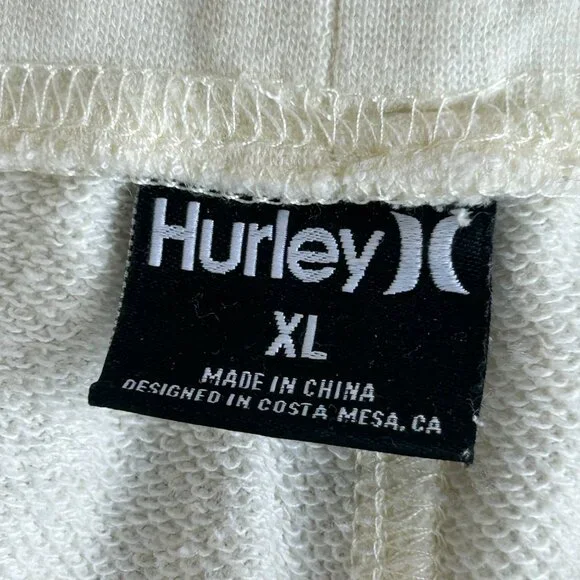 Hurley
XL
MADE IN CHINA
DESIGNED IN COSTA MESA, CA